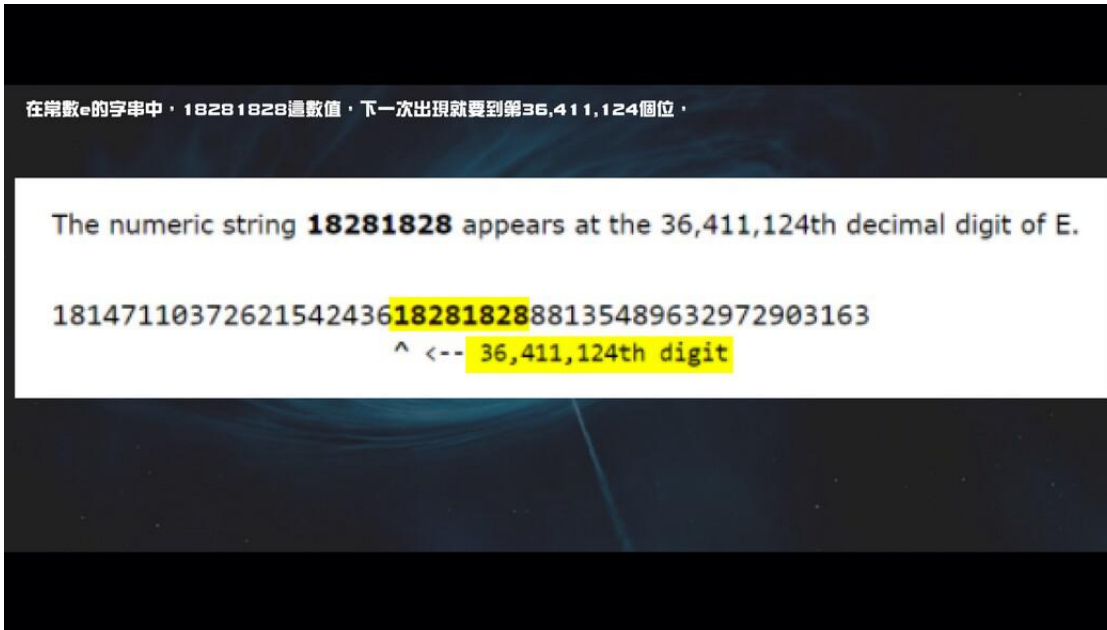 在常數e的字串中，18281828這數值，下一次出現就要到第36,411,124個位，
The numeric string 18281828 appears at the 36,411,124th decimal digit of E.
181471103726215424361828182888135489632972903163
^ <-- 36,411,124th digit